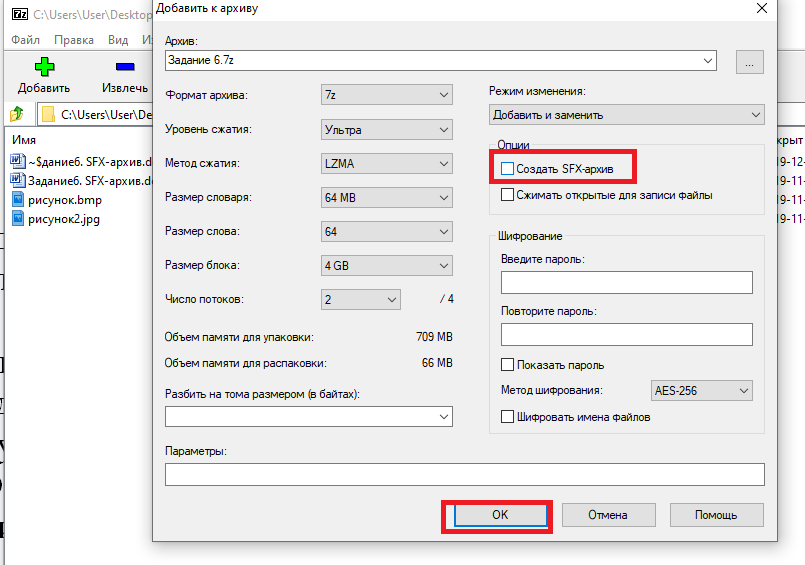 7z C:\Users\User\Desktop
Файл Правка Вид
Добавить Извлечь
C:\Users\User\De
Имя
~$дание6. SFX-архив.d
Задание6. SFX-архив.d
рисунок.bmp
рисунок2.jpg
крыт
19-12-
19-11-
19-11-
19-11-
Добавить к архиву
Архив:
Задание 6.7z
...
Формат архива: 7z
Уровень сжатия: Ультра
Метод сжатия: LZMA
Размер словаря: 64 MB
Размер слова: 64
Размер блока: 4 GB
Число потоков: 2 / 4
Объем памяти для упаковки: 709 MB
Объем памяти для распаковки: 66 MB
Разбить на тома размером (в байтах):
Режим изменения:
Добавить и заменить
Опции
Создать SFX-архив
Сжимать открытые для записи файлы
Шифрование
Введите пароль:
Повторите пароль:
Показать пароль
Метод шифрования: AES-256
Шифровать имена файлов
Параметры:
OK Отмена Помощь